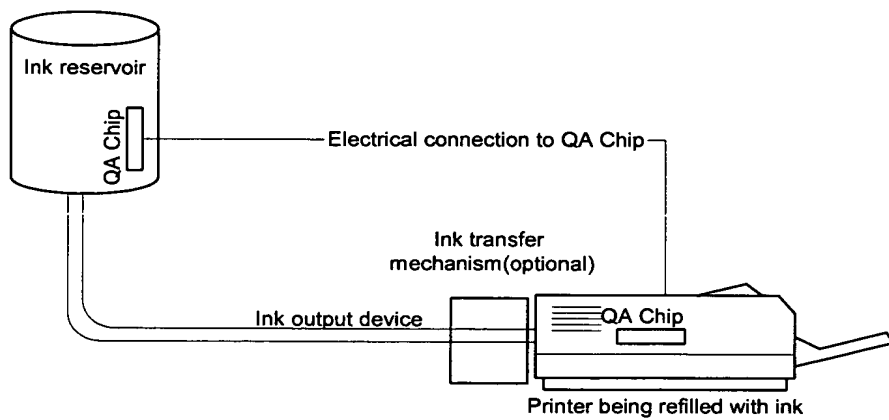 Ink reservoir
QA Chip
Electrical connection to QA Chip
Ink transfer
mechanism(optional)
Ink output device
QA Chip
Printer being refilled with ink